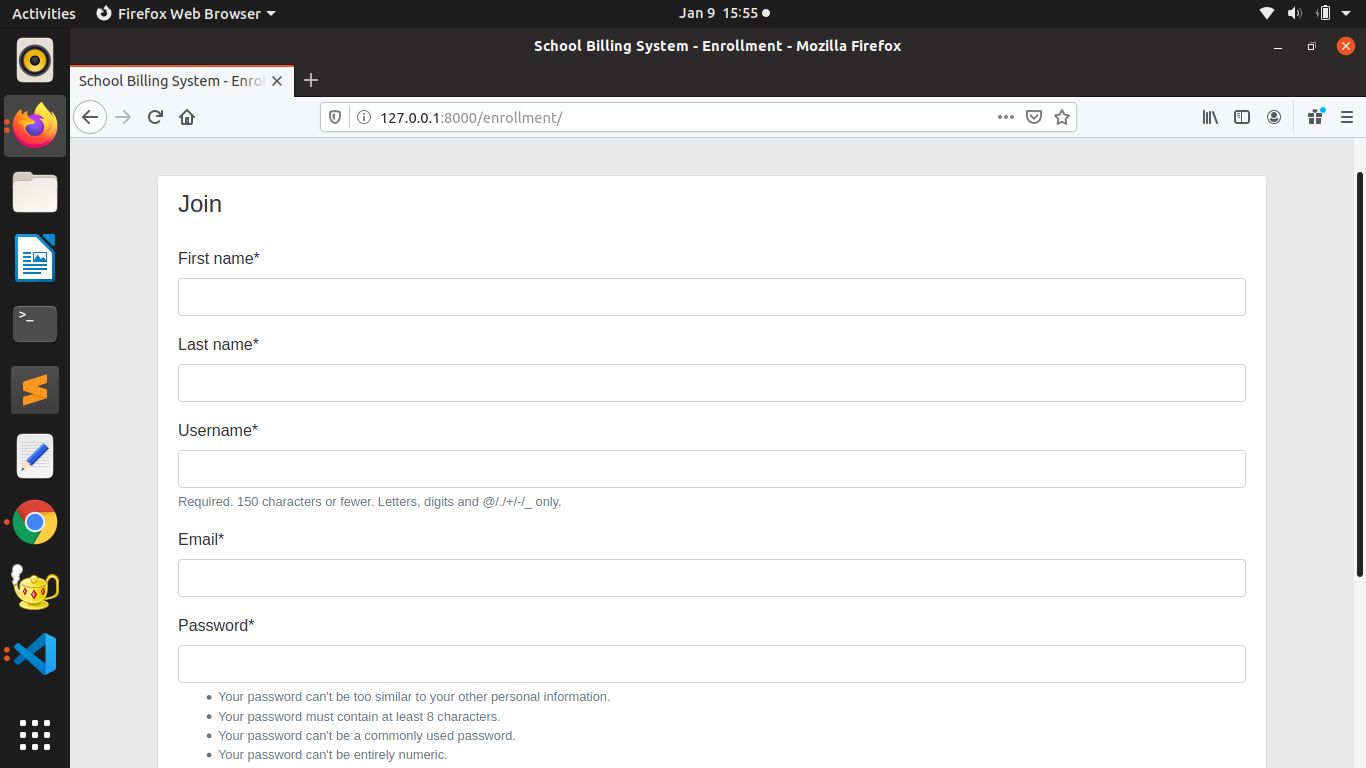 Activities Firefox Web Browser Jan 9 15:55
School Billing System - Enrollment - Mozilla Firefox
School Billing System - Enrol
127.0.0.1:8000/enrollment/
Join
First name*
Last name*
Username*
Required. 150 characters or fewer. Letters, digits and @/./+/-/_ only.
Email*
Password*
Your password can't be too similar to your other personal information.
Your password must contain at least 8 characters.
Your password can't be a commonly used password.
Your password can't be entirely numeric.